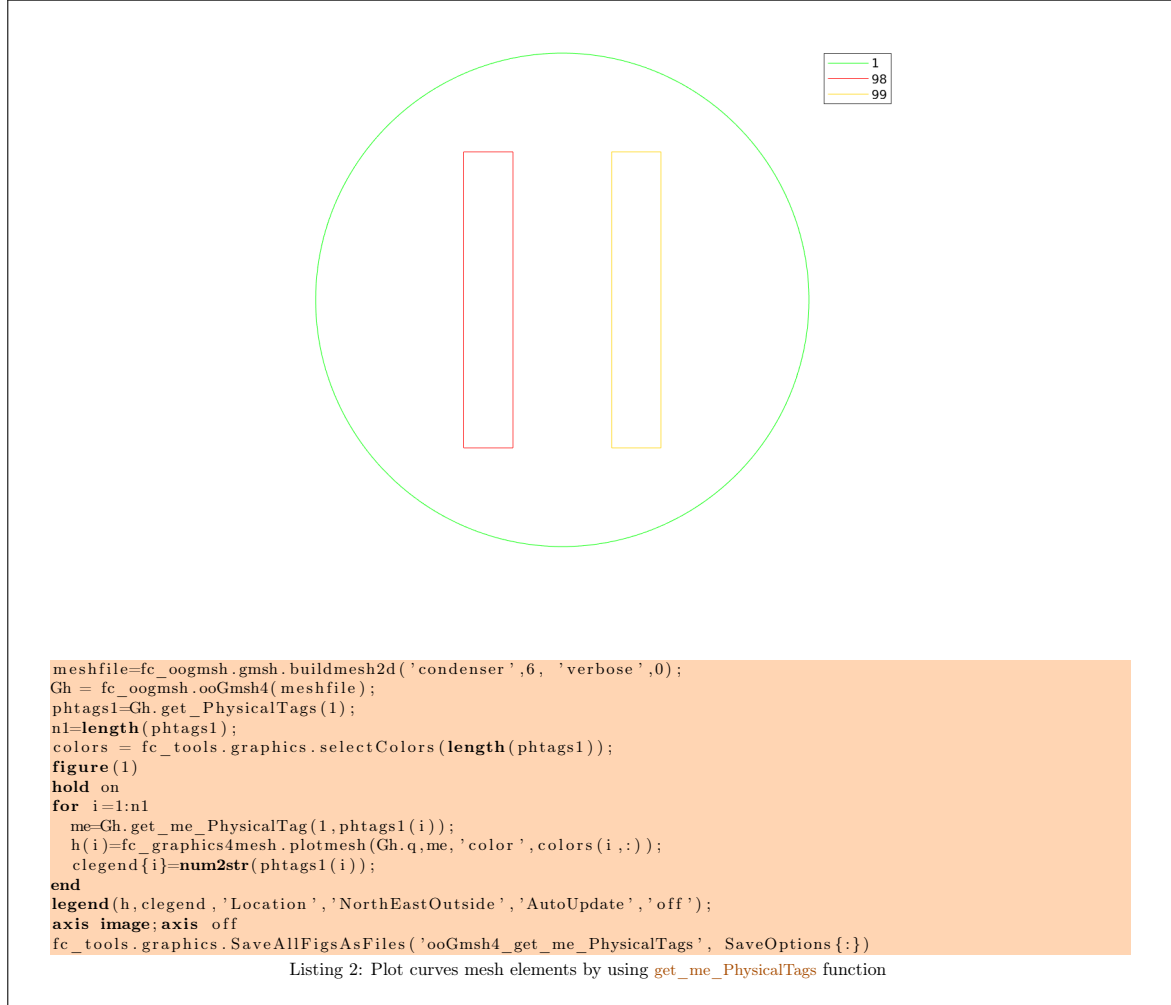 1
98
99
meshfile=fc_oogmsh.gmsh.buildmesh2d('condenser',6, 'verbose',0);
Gh = fc_oogmsh.ooGmsh4(meshfile);
phtags1=Gh.get_PhysicalTags(1);
n1=length(phtags1);
colors = fc_tools.graphics.selectColors(length(phtags1));
figure(1)
hold on
for i=1:n1
  me=Gh.get_me_PhysicalTag(1,phtags1(i));
  h(i)=fc_graphics4mesh.plotmesh(Gh.q,me,'color',colors(i,:));
  clegend{i}=num2str(phtags1(i));
end
legend(h,clegend,'Location','NorthEastOutside','AutoUpdate','off');
axis image;axis off
fc_tools.graphics.SaveAllFigsAsFiles('ooGmsh4_get_me_PhysicalTags', SaveOptions{:})
Listing 2: Plot curves mesh elements by using get_me_PhysicalTags function